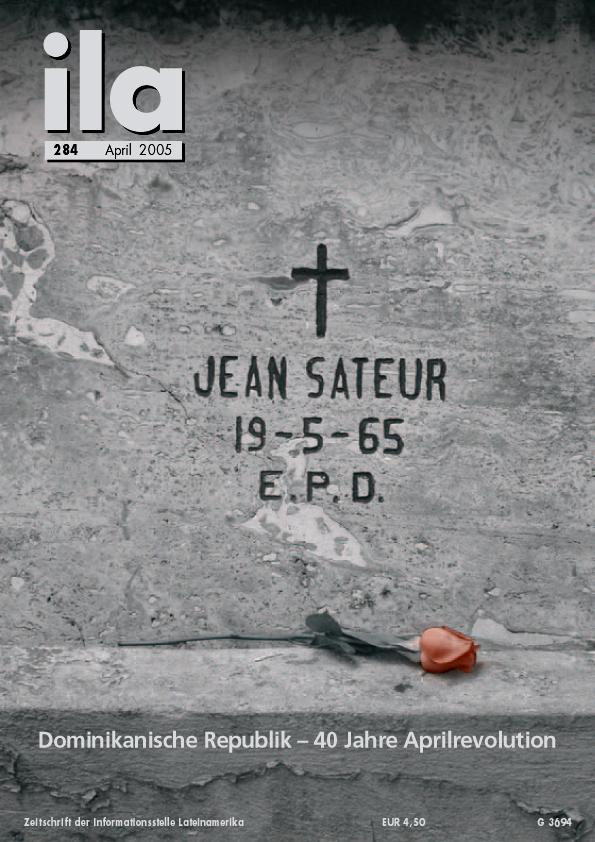 ila
284 April 2005
JEAN SATEUR
19-5-65
E.P.D.
Dominikanische Republik – 40 Jahre Aprilrevolution
Zeitschrift der Informationsstelle Lateinamerika EUR 4,50 G 3694